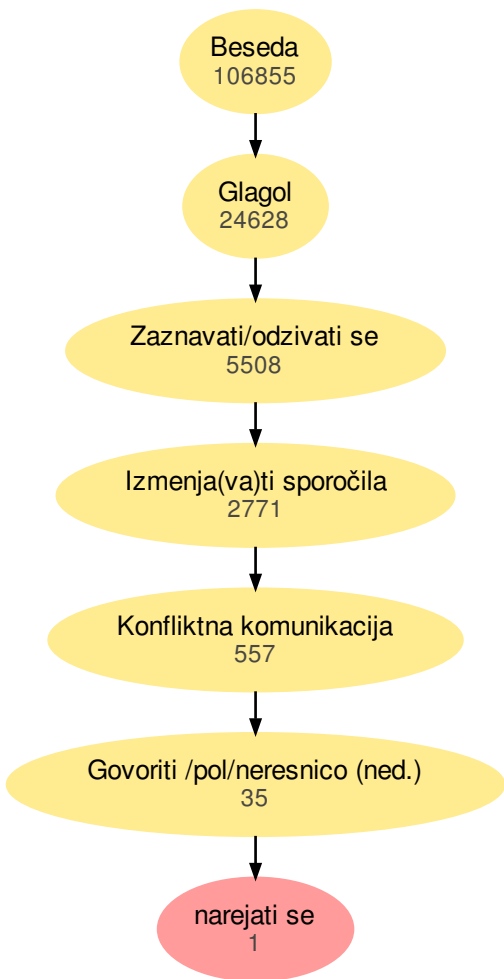 Beseda
106855
Glagol
24628
Zaznavati/odzivati se
5508
Izmenja(va)ti sporočila
2771
Konfliktna komunikacija
557
Govoriti /pol/neresnico (ned.)
35
narejati se
1